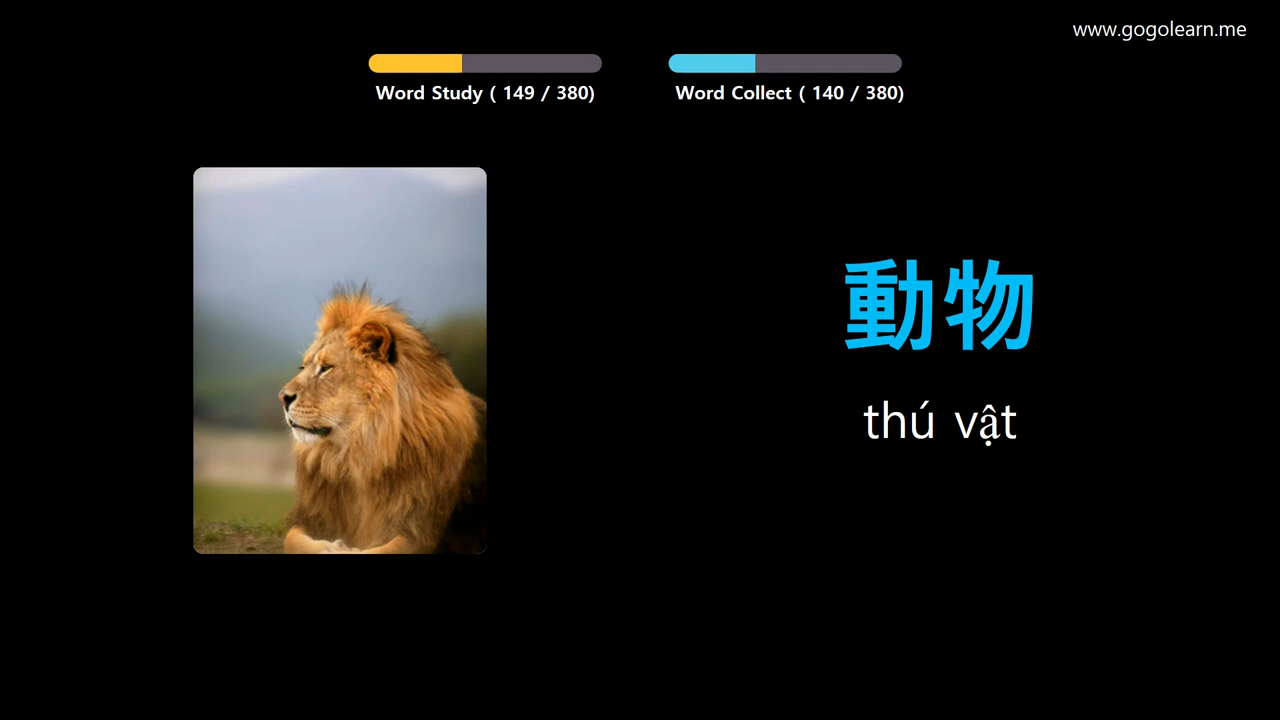 www.gogolearn.me
Word Study ( 149 / 380)
Word Collect ( 140 / 380)
動物
thú vật